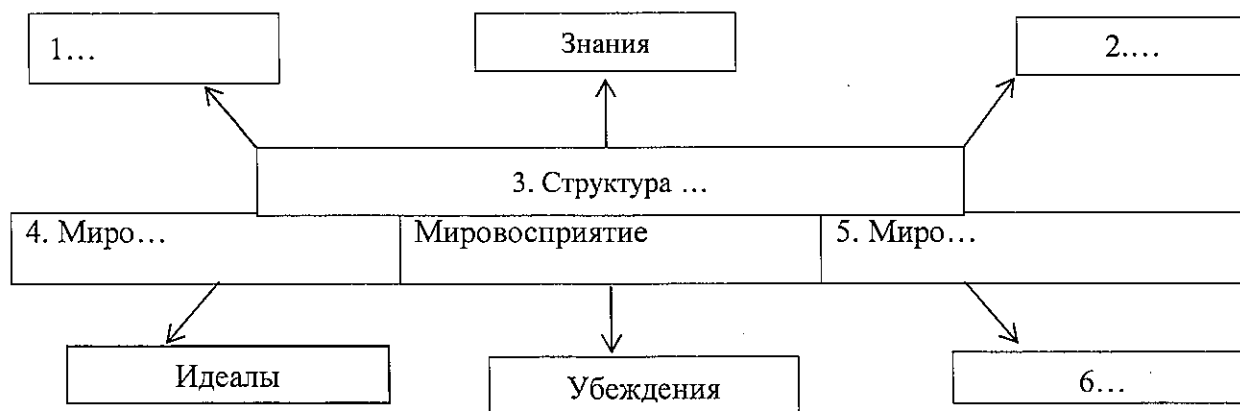 1…
Знания
2….
3. Структура …
4. Миро…
Мировосприятие
5. Миро…
Идеалы
Убеждения
6…